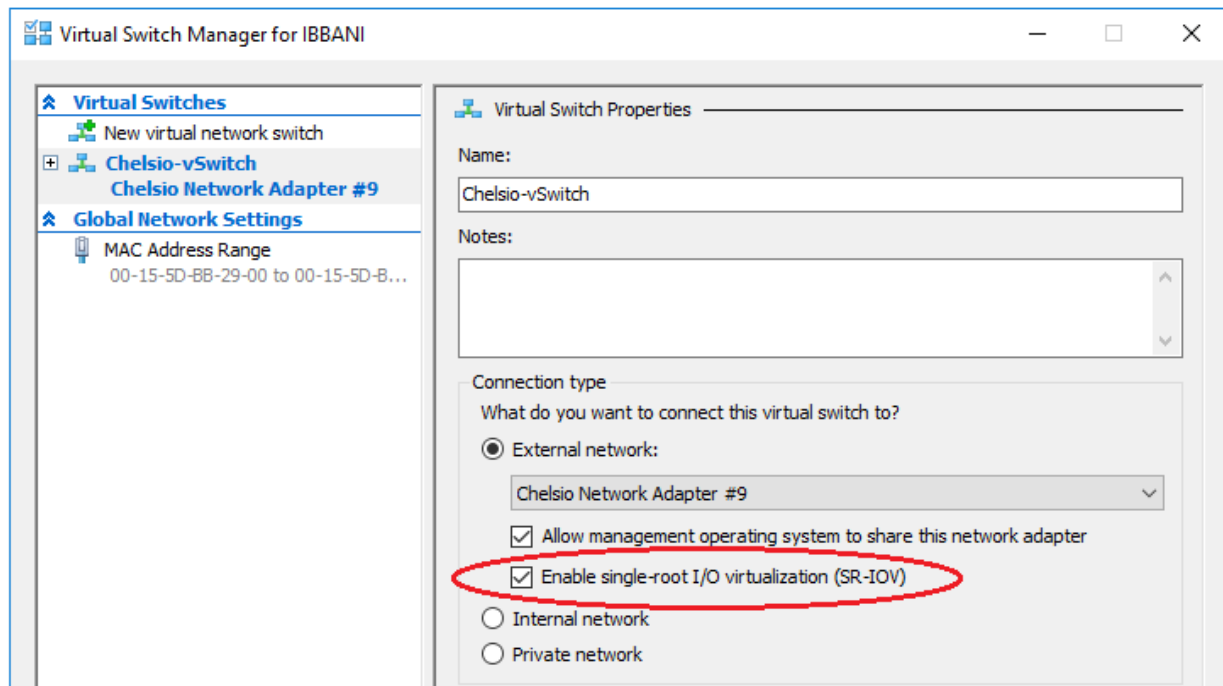 Virtual Switch Manager for IBBANI
Virtual Switches
New virtual network switch
Chelsio-vSwitch
Chelsio Network Adapter #9
Global Network Settings
MAC Address Range
00-15-5D-BB-29-00 to 00-15-5D-B...
Virtual Switch Properties
Name:
Chelsio-vSwitch
Notes:
Connection type
What do you want to connect this virtual switch to?
External network:
Chelsio Network Adapter #9
Allow management operating system to share this network adapter
Enable single-root I/O virtualization (SR-IOV)
Internal network
Private network